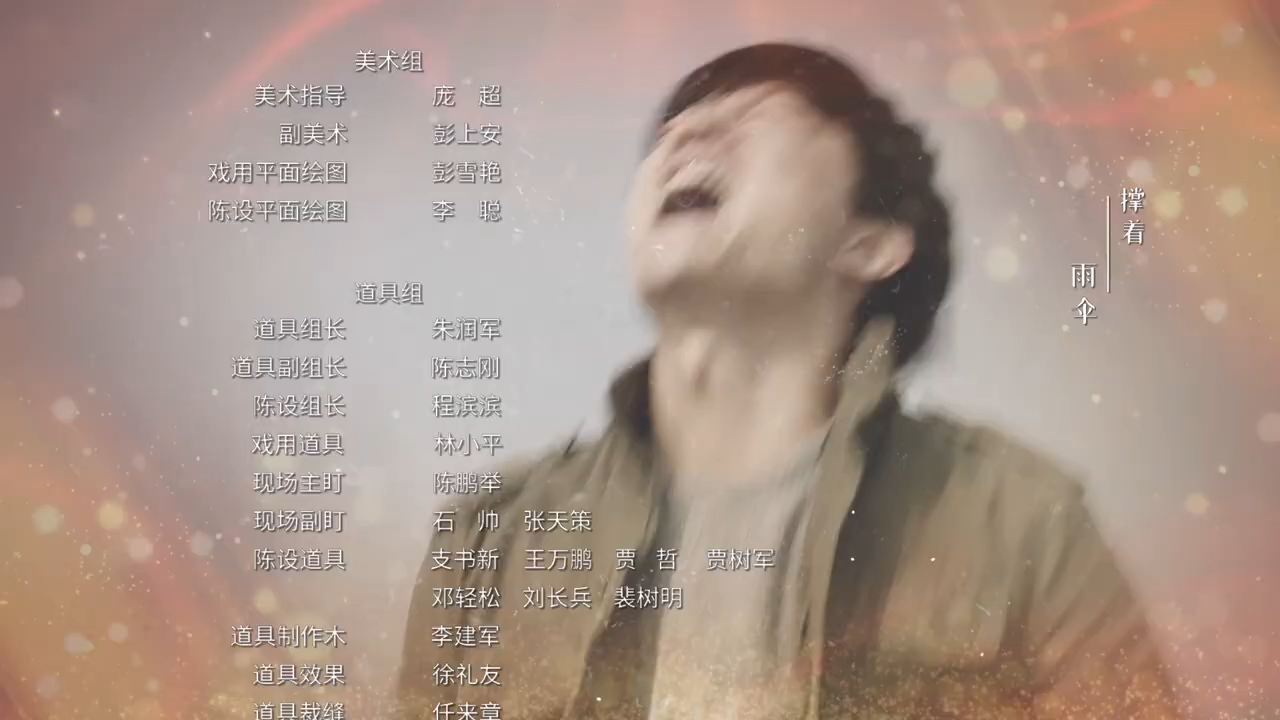 美术组
美术指导 庞 超
副美术 彭上安
戏用平面绘图 彭雪艳
陈设平面绘图 李 聪
道具组
道具组长 朱润军
道具副组长 陈志刚
陈设组长 程滨滨
戏用道具 林小平
现场主盯 陈鹏举
现场副盯 石 帅 张天策
陈设道具 支书新 王万鹏 贾 哲 贾树军
邓轻松 刘长兵 裴树明
道具制作木 李建军
道具效果 徐礼友
道具裁缝 任来章
撑着
雨伞